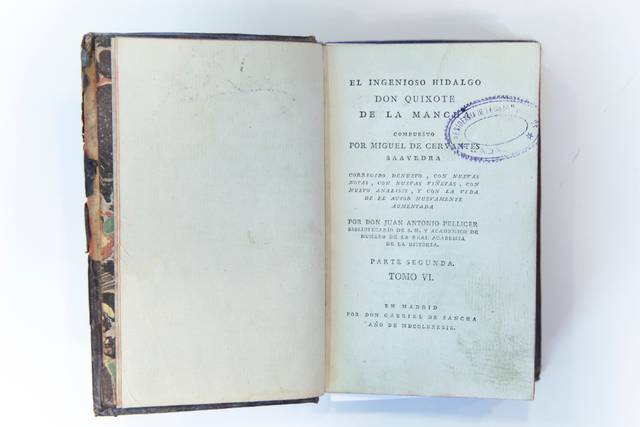 EL INGENIOSO HIDALGO
DON QUIXOTE
DE LA MANCHA
COMPUESTO
POR MIGUEL DE CERVANTES
SAAVEDRA
CORREGIDO DENUEVO, CON NUEVAS
NOTAS, CON NUEVAS VIÑETAS, CON
NUEVO ANALISIS, Y CON LA VIDA
DE EL AUTOR NUEVAMENTE
AUMENTADA
POR DON JUAN ANTONIO PELLICER
BIBLIOTECARIO DE S. M. Y ACADEMICO DE
NUMERO DE LA REAL ACADEMIA
DE LA HISTORIA.
PARTE SEGUNDA.
TOMO VI.
EN MADRID
POR DON GABRIEL DE SANCHA
AÑO DE MDCCLXXXXIX.